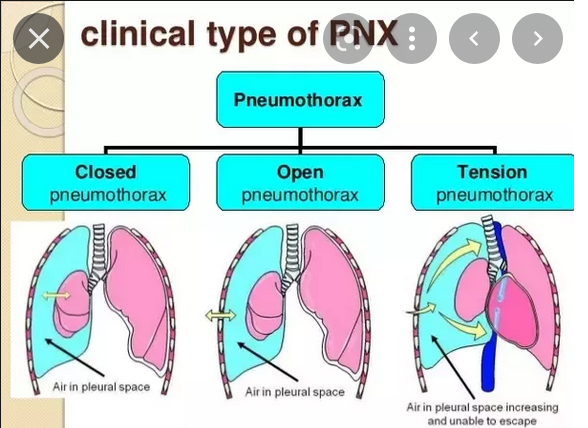 clinical type of PNX
Pneumothorax
Closed
pneumothorax
Open
pneumothorax
Tension
pneumothorax
Air in pleural space
Air in pleural space
Air in pleural space increasing
and unable to escape